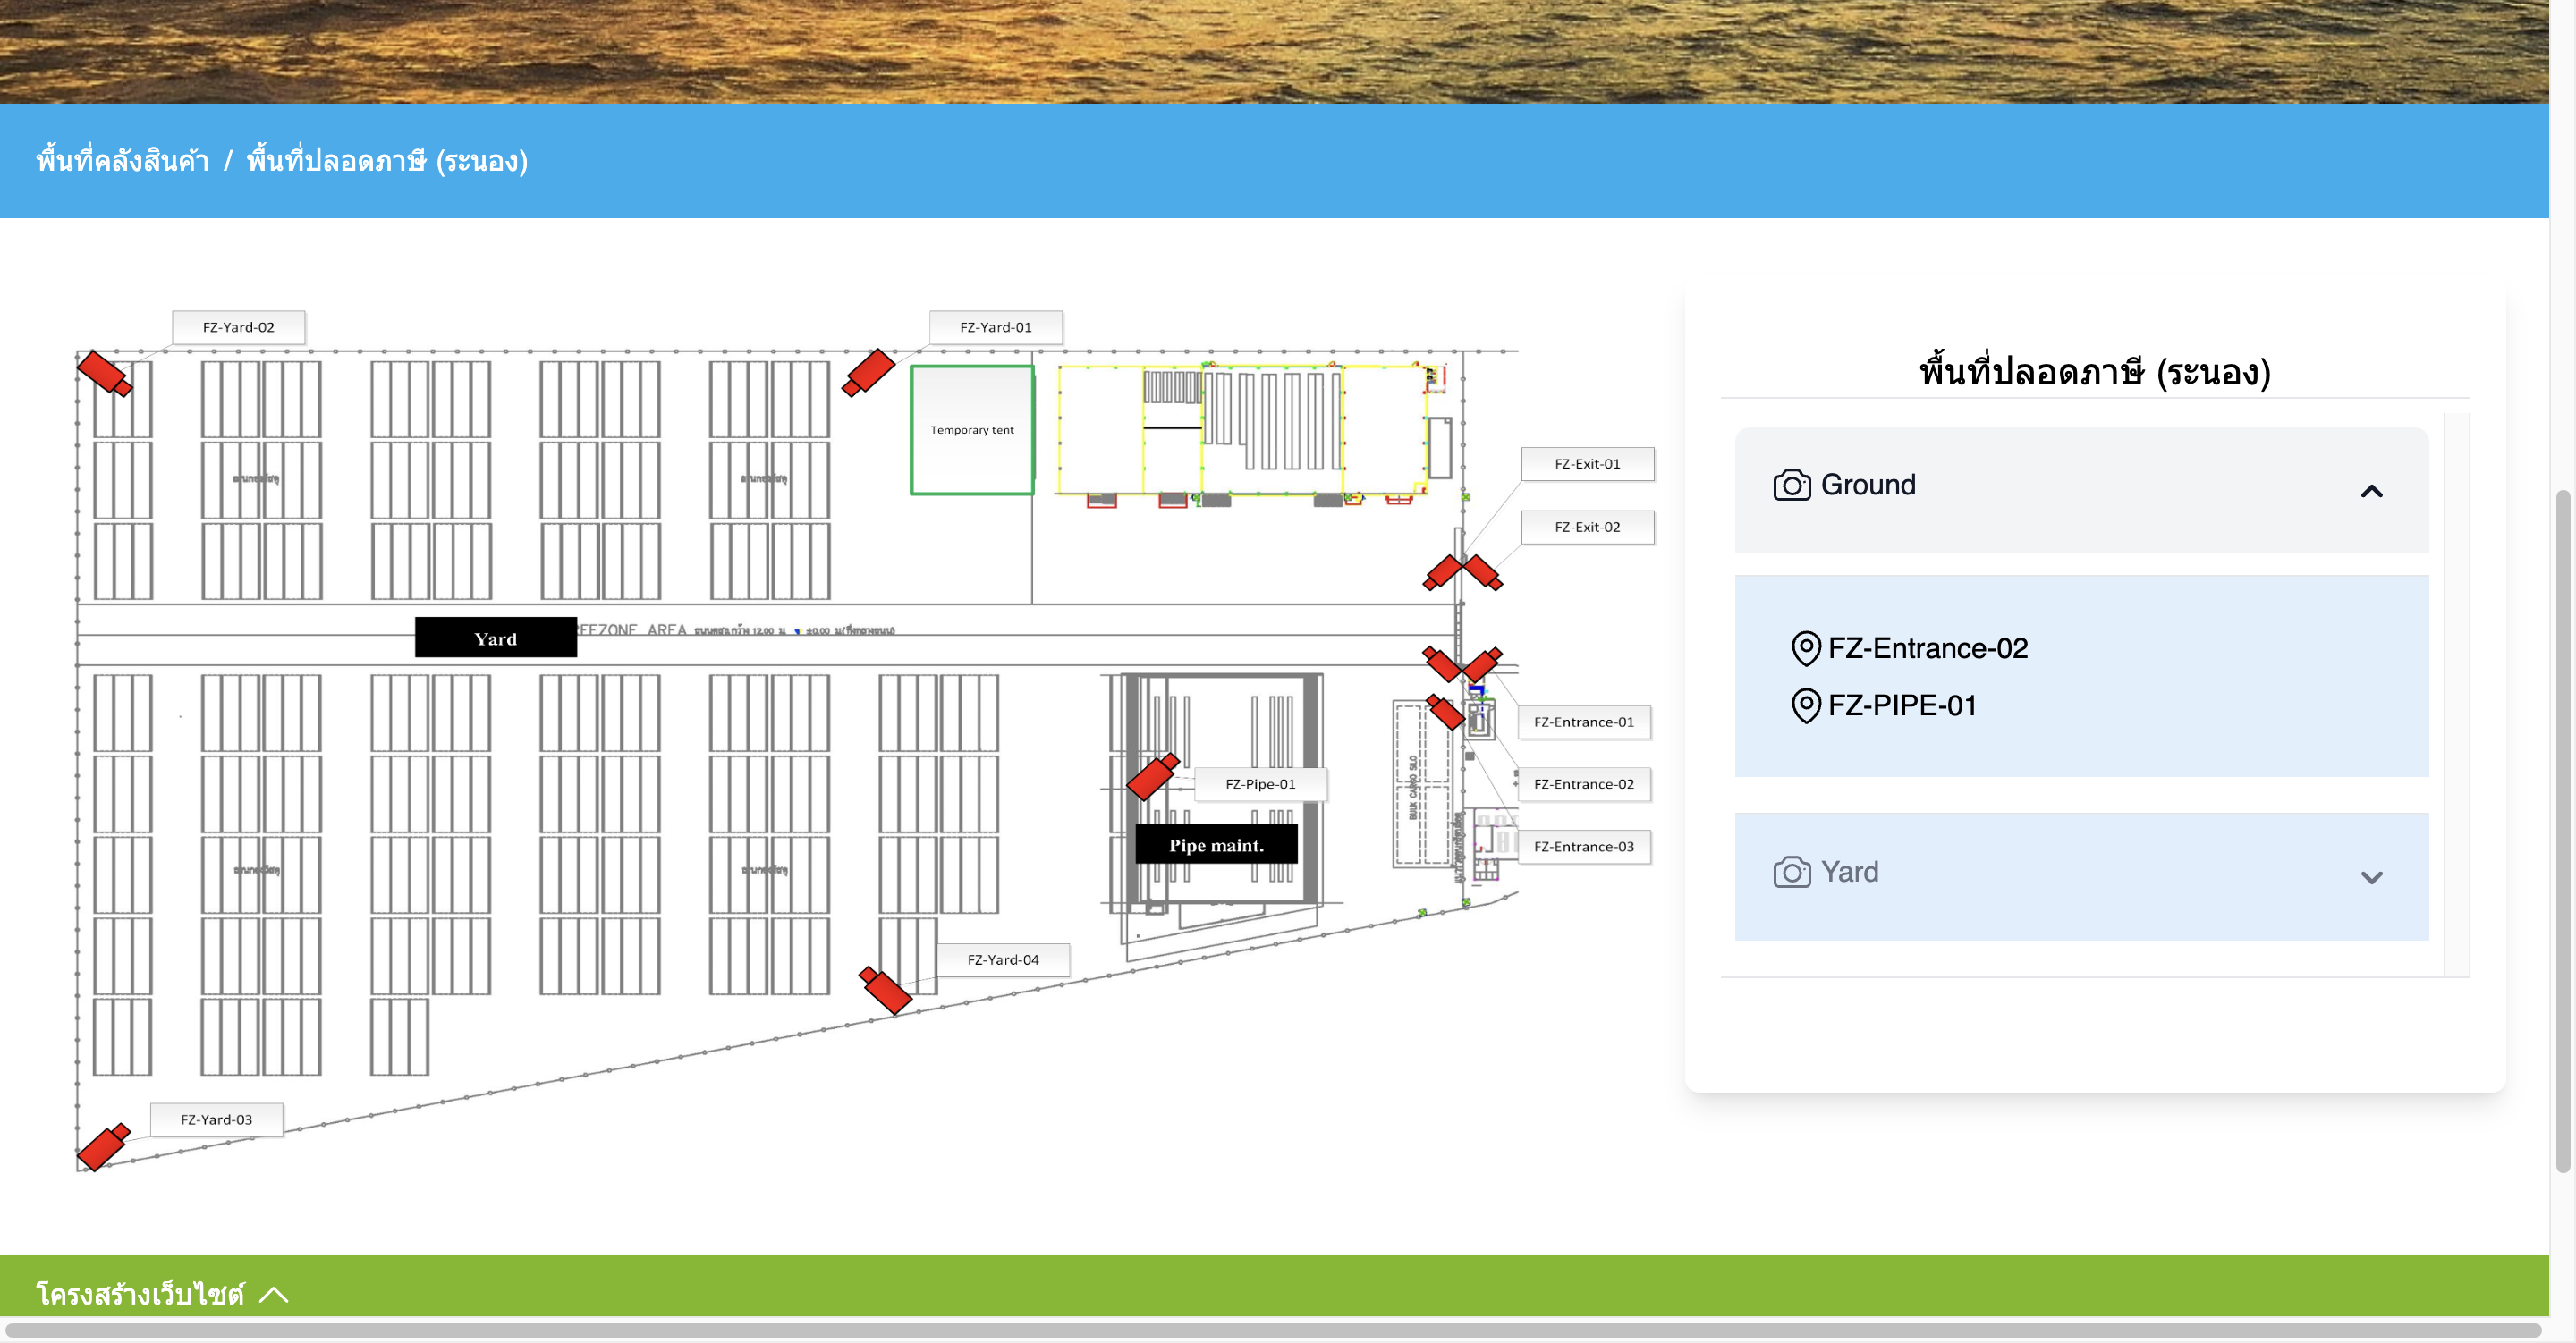 พื้นที่คลังสินค้า / พื้นที่ปลอดภาษี (ระนอง)
FZ-Yard-02
FZ-Yard-01
Temporary tent
FZ-Exit-01
FZ-Exit-02
Yard
EEZONE AREA
FZ-Entrance-01
FZ-Pipe-01
FZ-Entrance-02
BULK CARGO SILO
Pipe maint.
FZ-Entrance-03
FZ-Yard-04
FZ-Yard-03
พื้นที่ปลอดภาษี (ระนอง)
Ground
FZ-Entrance-02
FZ-PIPE-01
Yard
โครงสร้างเว็บไซต์